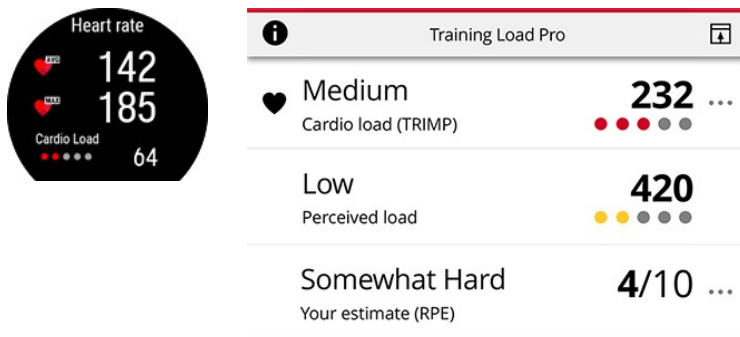 Heart rate
AVG 142
MAX 185
Cardio Load
64
Training Load Pro
Medium 232
Cardio load (TRIMP)
Low 420
Perceived load
Somewhat Hard 4/10
Your estimate (RPE)